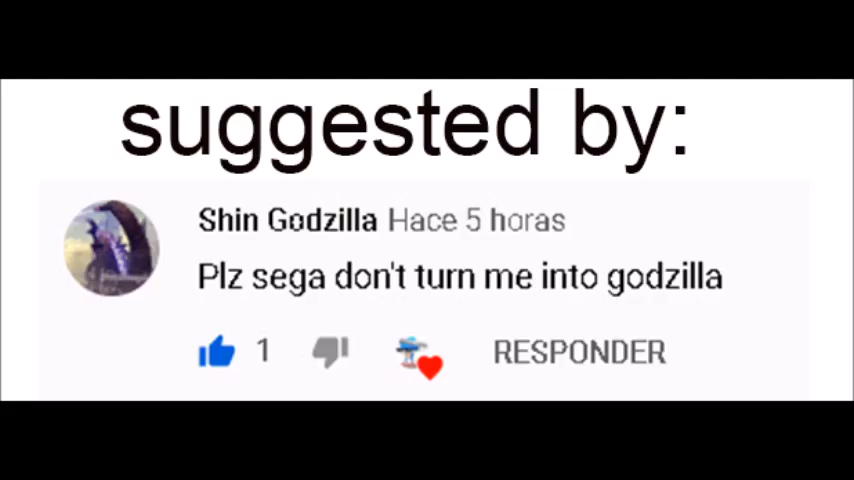 suggested by:
Shin Godzilla Hace 5 horas
Plz sega don't turn me into godzilla
1 RESPONDER